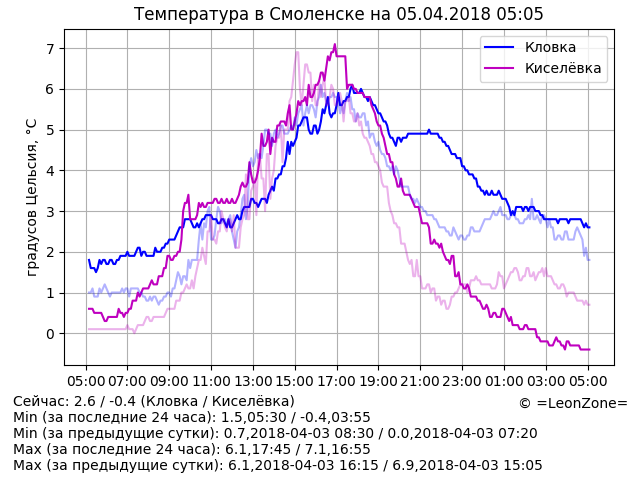 Температура в Смоленске на 05.04.2018 05:05
градусов Цельсия, °C
7
6
5
4
3
2
1
0
Кловка
Киселёвка
05:00 07:00 09:00 11:00 13:00 15:00 17:00 19:00 21:00 23:00 01:00 03:00 05:00
Сейчас: 2.6 / -0.4 (Кловка / Киселёвка)
© =LeonZone=
Min (за последние 24 часа): 1.5,05:30 / -0.4,03:55
Min (за предыдущие сутки): 0.7,2018-04-03 08:30 / 0.0,2018-04-03 07:20
Max (за последние 24 часа): 6.1,17:45 / 7.1,16:55
Max (за предыдущие сутки): 6.1,2018-04-03 16:15 / 6.9,2018-04-03 15:05